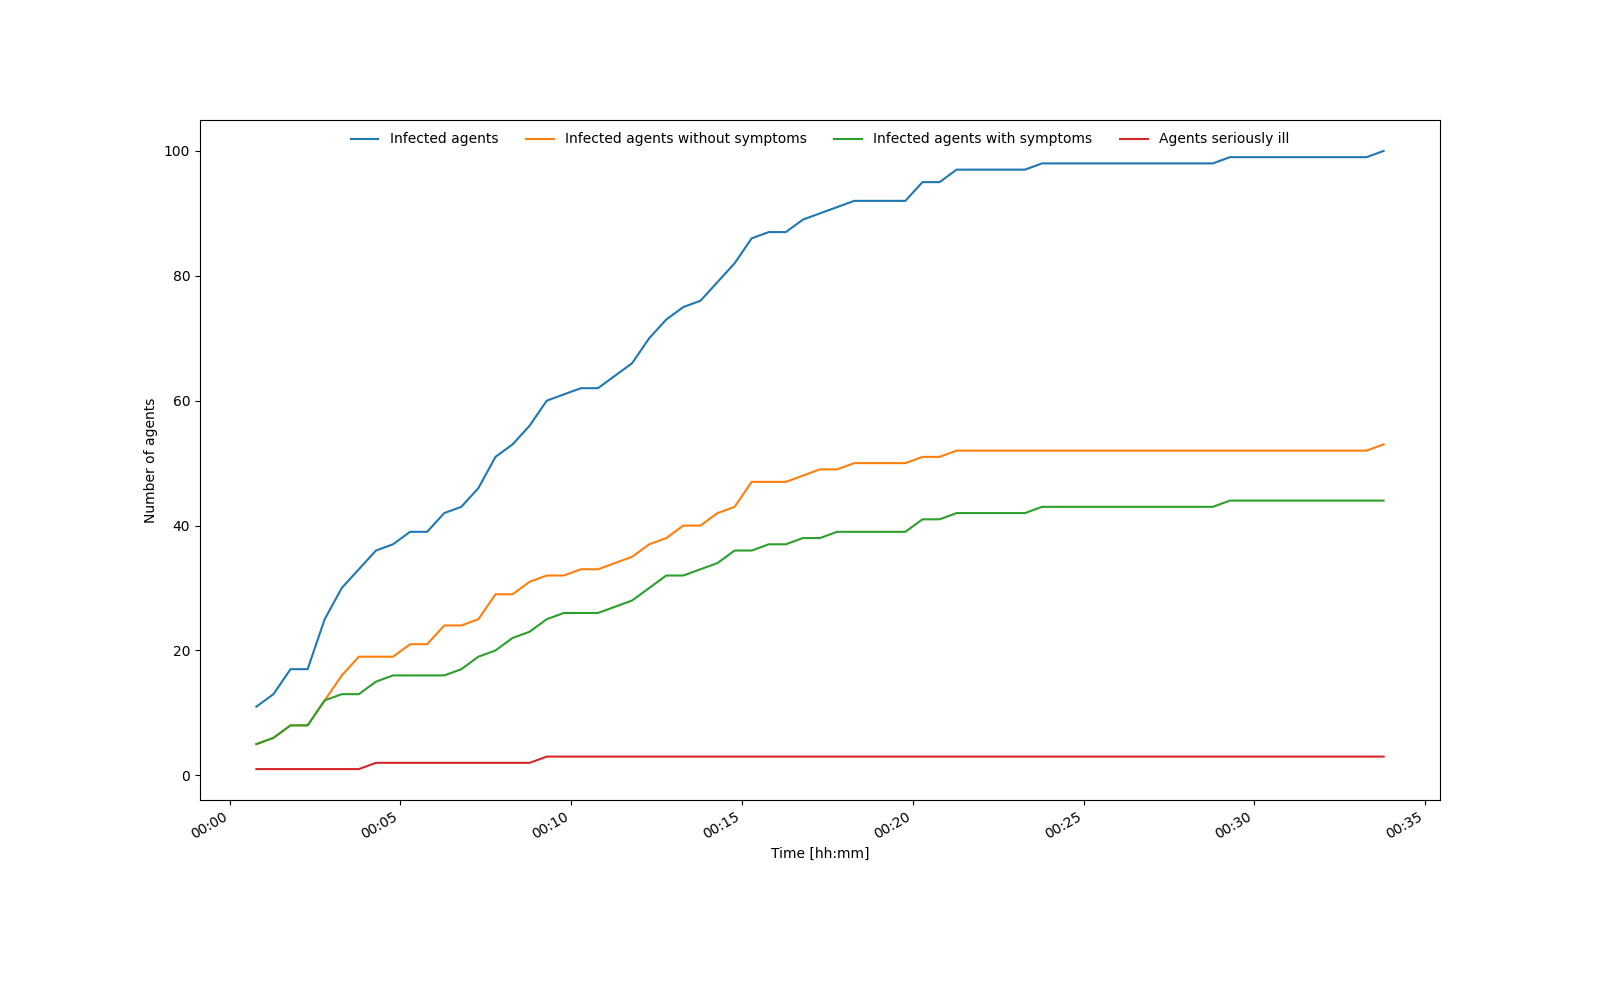 Infected agents Infected agents without symptoms Infected agents with symptoms Agents seriously ill
100
80
60
40
20
0
Number of agents
00:00 00:05 00:10 00:15 00:20 00:25 00:30 00:35
Time [hh:mm]